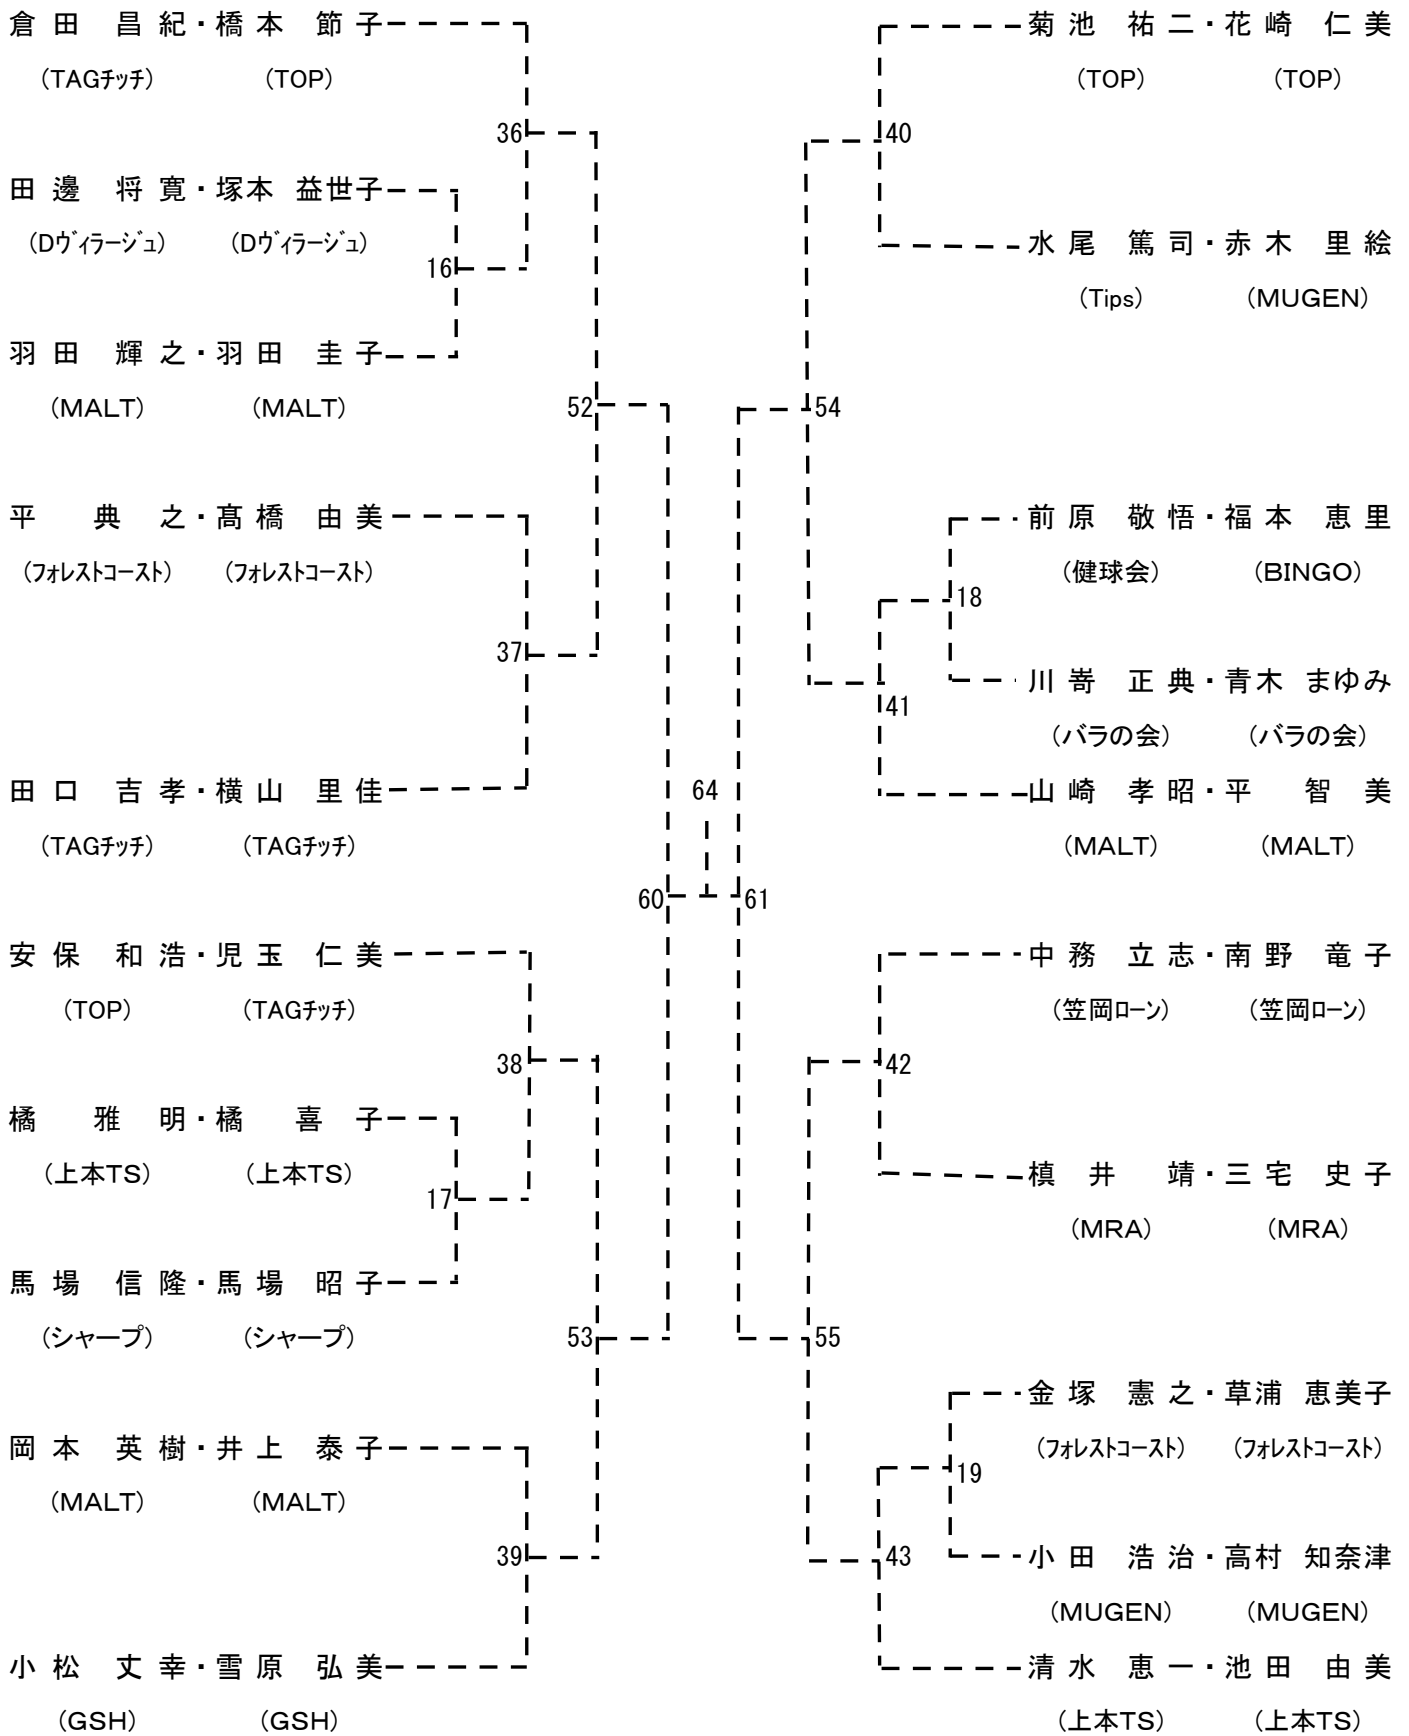 倉田 昌紀・橋本 節子
(TAGチッチ) (TOP)
36
田邊 将寛・塚本 益世子
(Dヴィラージュ) (Dヴィラージュ)
16
羽田 輝之・羽田 圭子
(MALT) (MALT)
52
平 典之・髙橋 由美
(フォレストコースト) (フォレストコースト)
37
田口 吉孝・横山 里佳
(TAGチッチ) (TAGチッチ)
60
安保 和浩・児玉 仁美
(TOP) (TAGチッチ)
38
橘 雅明・橘 喜子
(上本TS) (上本TS)
17
馬場 信隆・馬場 昭子
(シャープ) (シャープ)
53
岡本 英樹・井上 泰子
(MALT) (MALT)
39
小松 丈幸・雪原 弘美
(GSH) (GSH)
64
菊池 祐二・花崎 仁美
(TOP) (TOP)
40
水尾 篤司・赤木 里絵
(Tips) (MUGEN)
54
前原 敬悟・福本 恵里
(健球会) (BINGO)
18
川嵜 正典・青木 まゆみ
(バラの会) (バラの会)
41
山崎 孝昭・平 智美
(MALT) (MALT)
61
中務 立志・南野 竜子
(笠岡ローン) (笠岡ローン)
42
槙井 靖・三宅 史子
(MRA) (MRA)
55
金塚 憲之・草浦 恵美子
(フォレストコースト) (フォレストコースト)
19
小田 浩治・高村 知奈津
(MUGEN) (MUGEN)
43
清水 恵一・池田 由美
(上本TS) (上本TS)